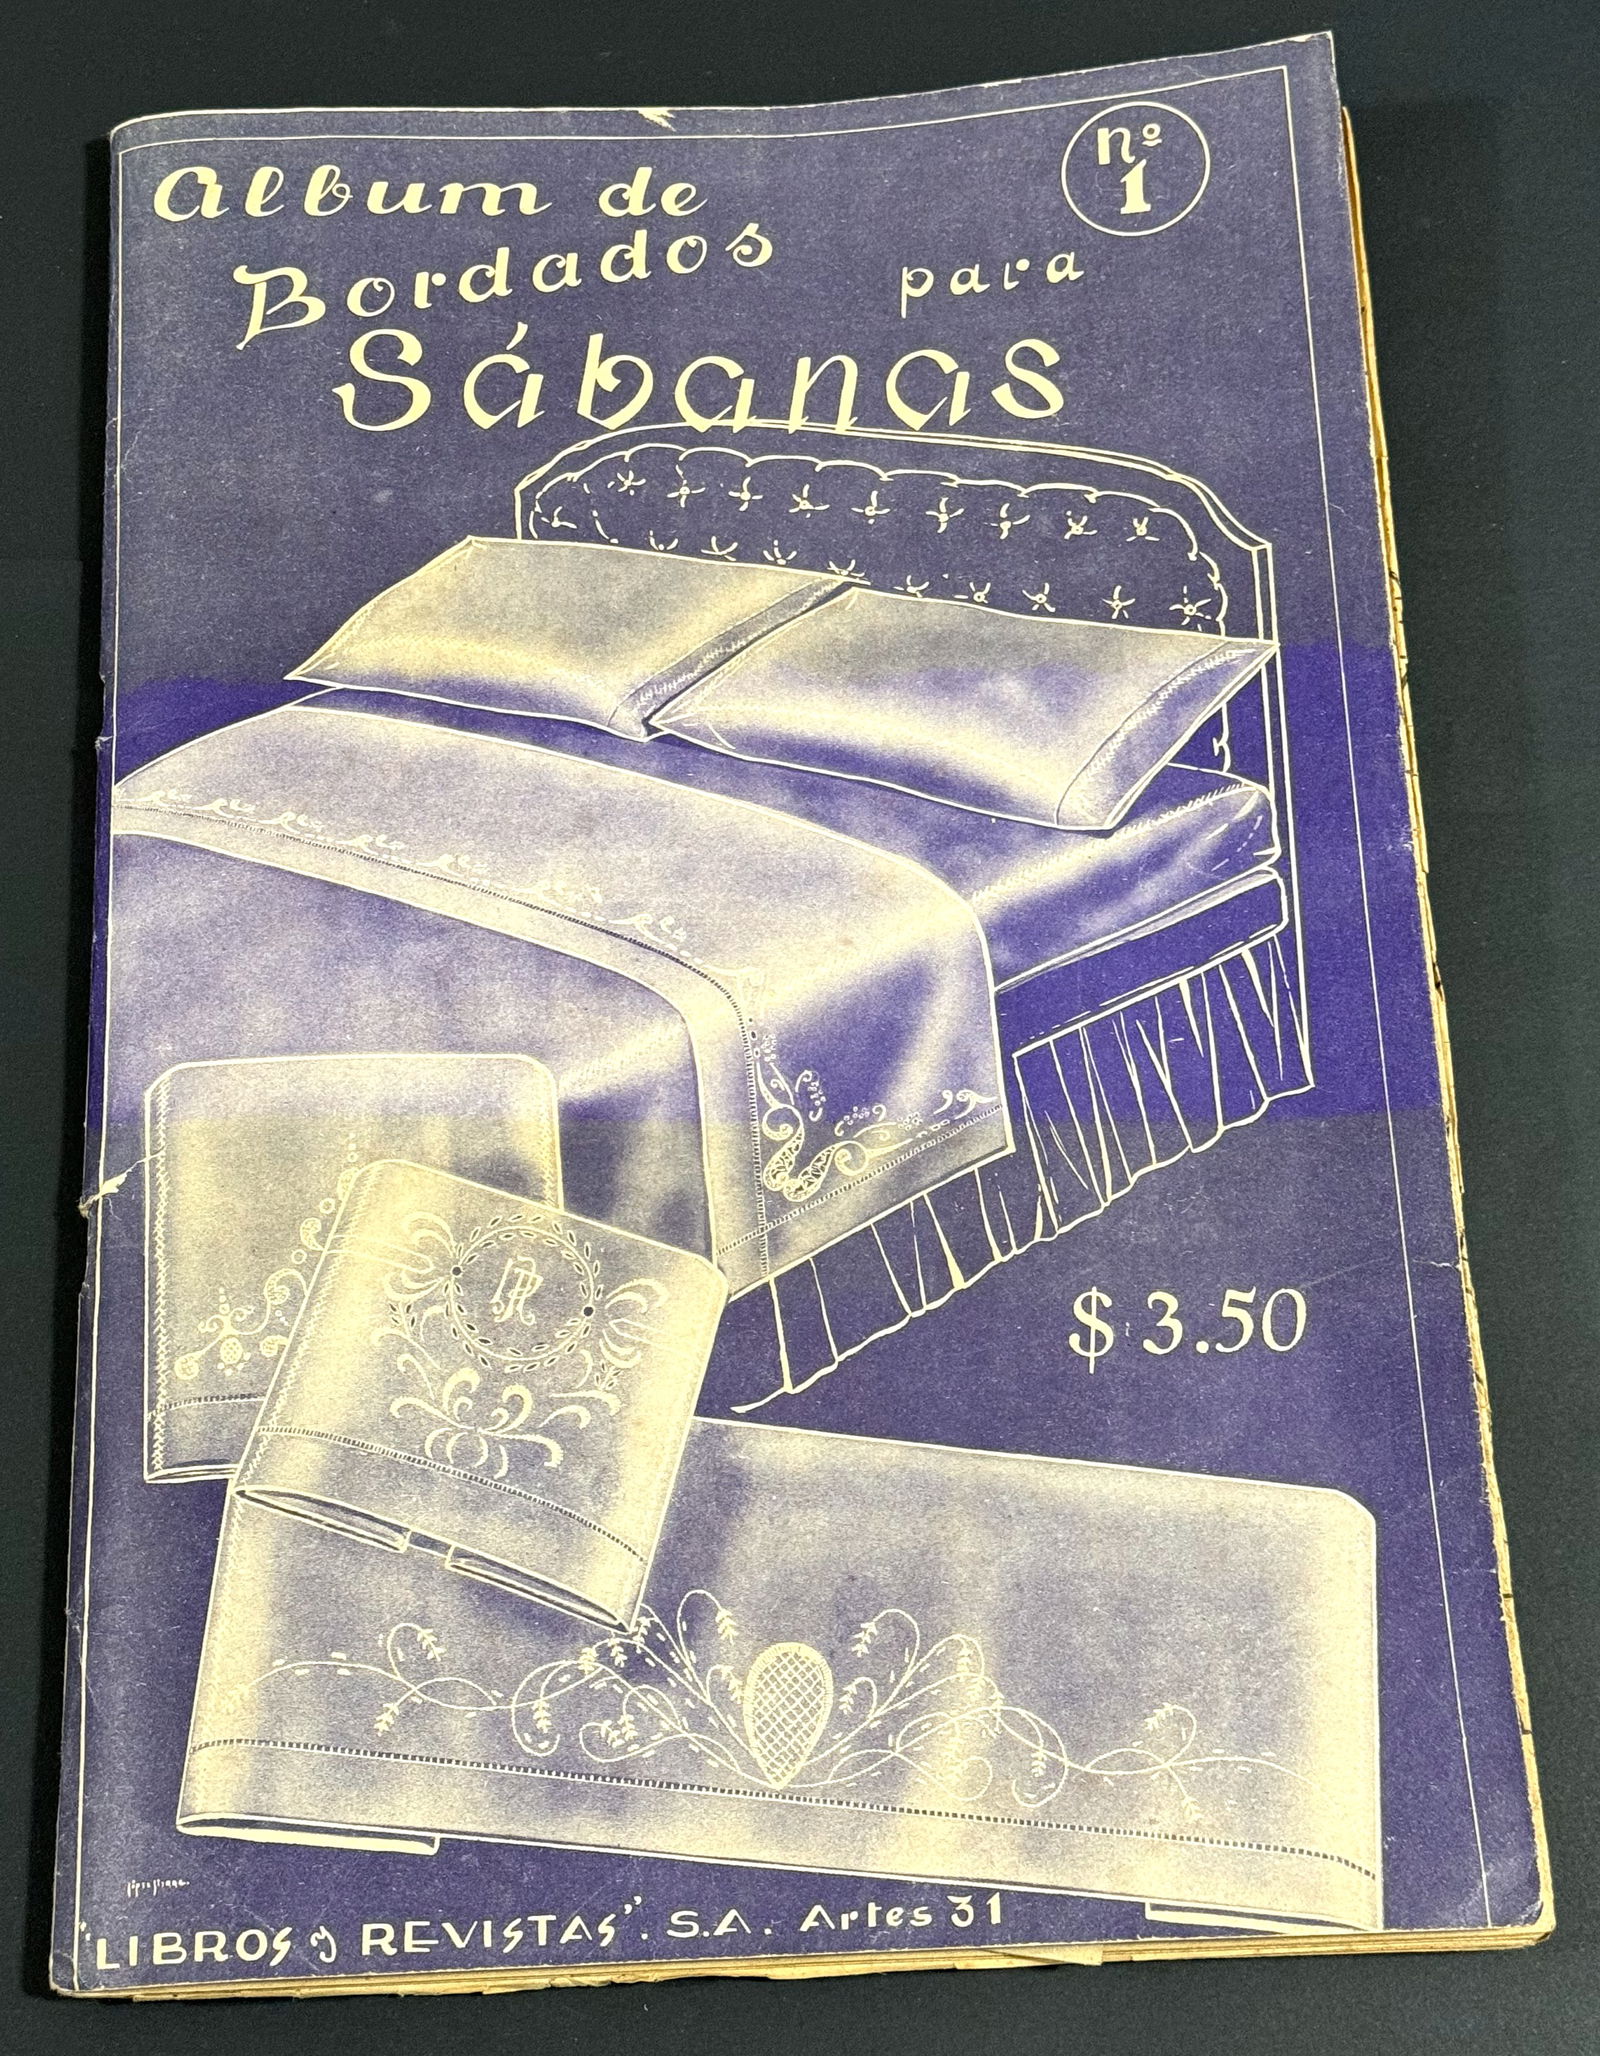 nº
1
Album de
Bordados para
Sábanas
$ 3.50
"LIBROS y REVISTAS". S.A. Artes 31